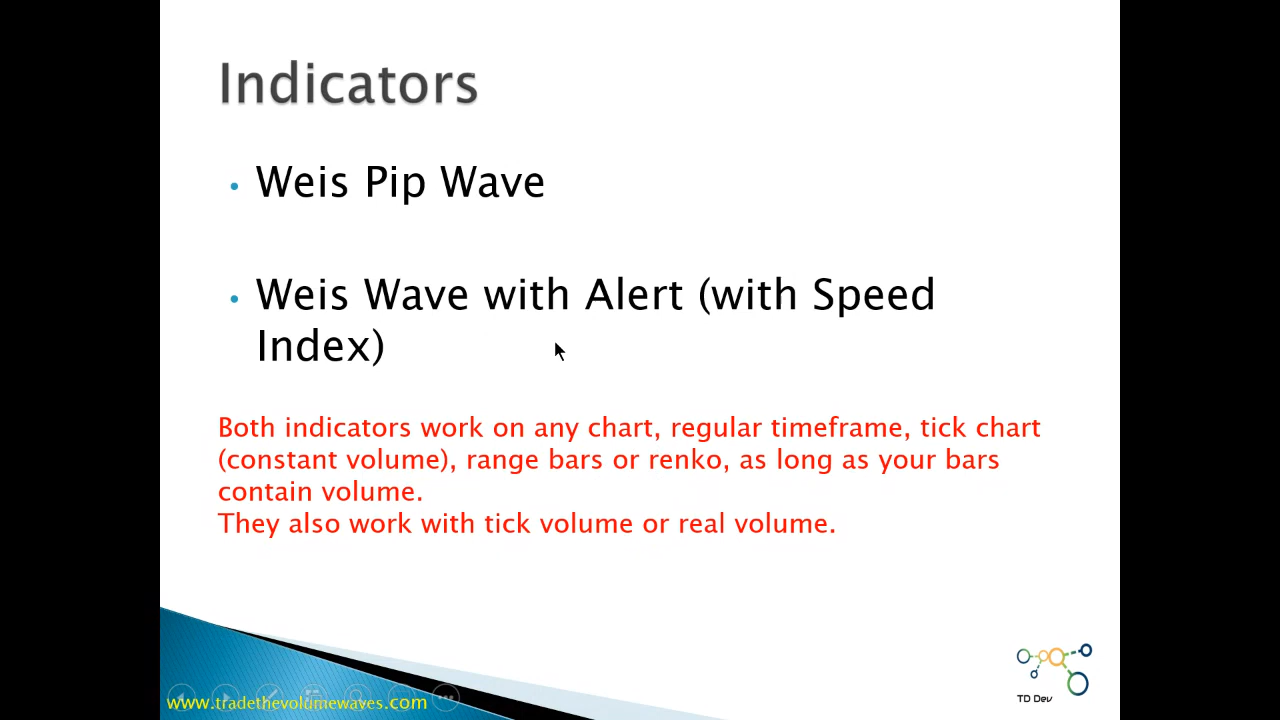 Indicators
• Weis Pip Wave
• Weis Wave with Alert (with Speed
Index)
Both indicators work on any chart, regular timeframe, tick chart
(constant volume), range bars or renko, as long as your bars
contain volume.
They also work with tick volume or real volume.
www.tradethevolumewaves.com
TD Dev